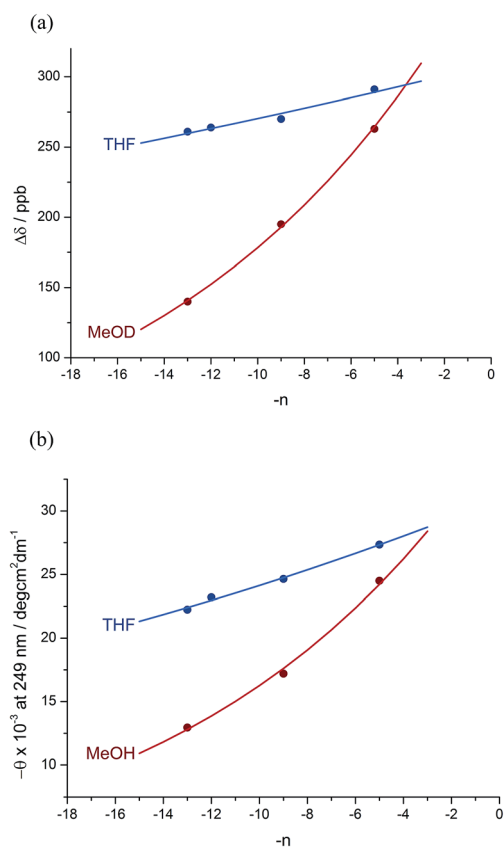 (a)
300
250
200
150
100
Δδ / ppb
THF
MeOD
-18 -16 -14 -12 -10 -8 -6 -4 -2 0
-n
(b)
30
25
20
15
10
−θ x 10⁻³ at 249 nm / degcm²dm⁻¹
THF
MeOH
-18 -16 -14 -12 -10 -8 -6 -4 -2 0
-n